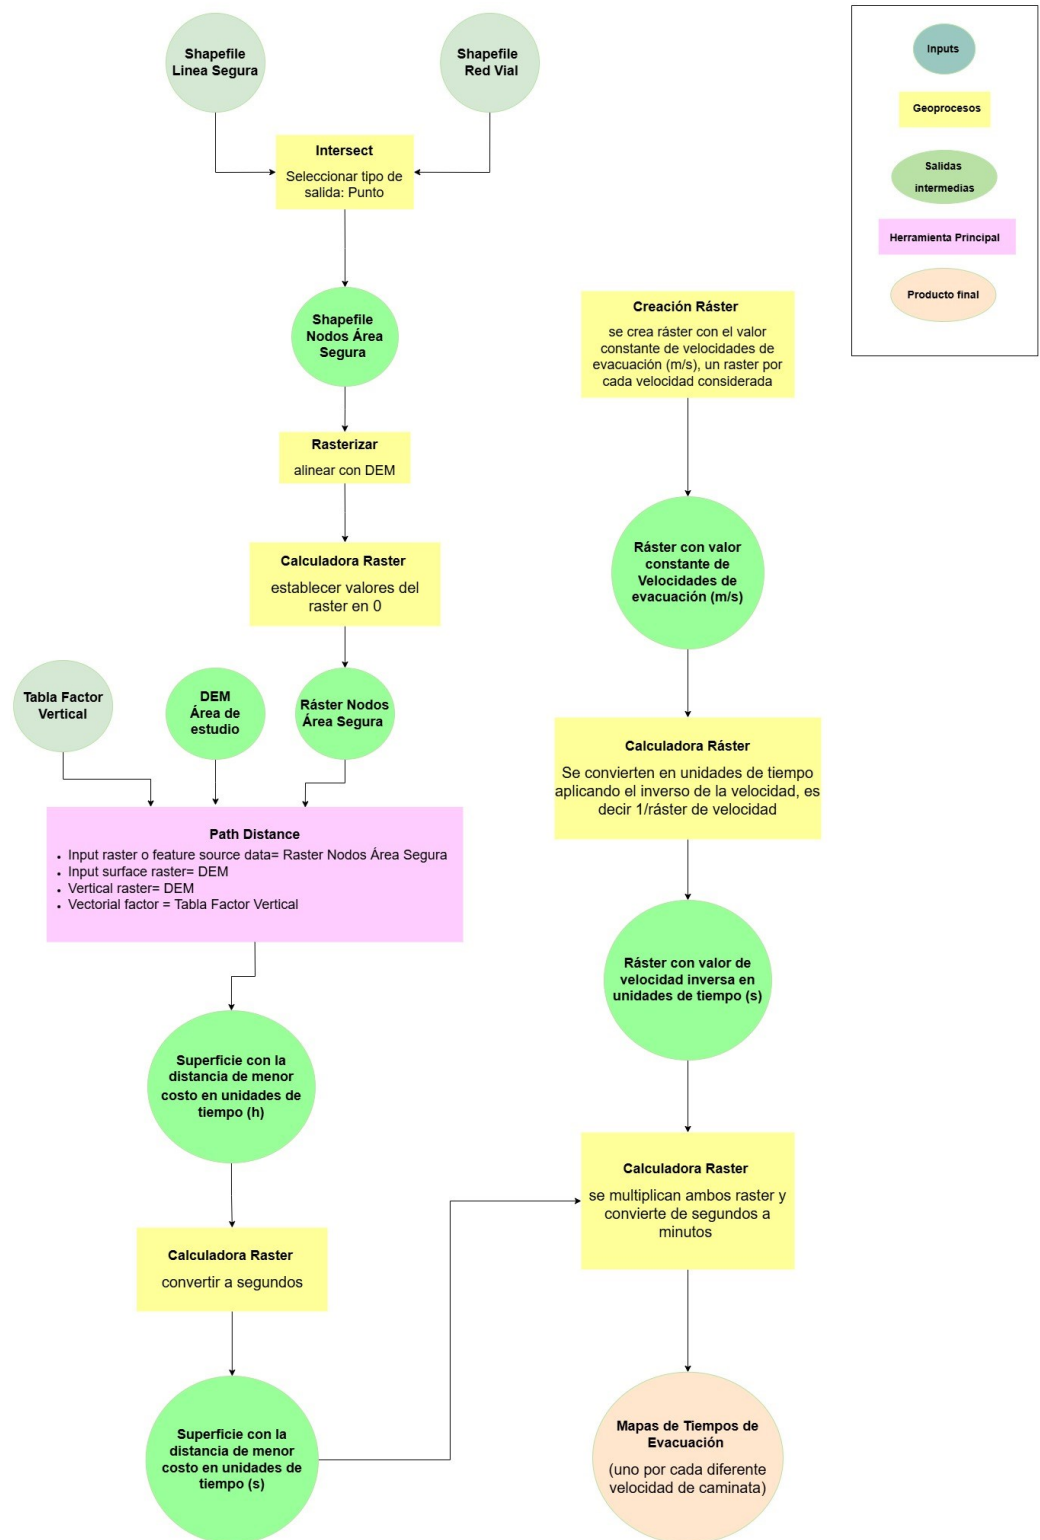 Shapefile
Linea Segura
Shapefile
Red Vial
Inputs
Geoprocesos
Salidas
intermedias
Herramienta Principal
Producto final
Intersect
Seleccionar tipo de
salida: Punto
Shapefile
Nodos Área
Segura
Creación Ráster
se crea ráster con el valor
constante de velocidades de
evacuación (m/s), un raster por
cada velocidad considerada
Rasterizar
alinear con DEM
Calculadora Raster
establecer valores del
raster en 0
Ráster con valor
constante de
Velocidades de
evacuación (m/s)
Tabla Factor
Vertical
DEM
Área de
estudio
Ráster Nodos
Área Segura
Calculadora Ráster
Se convierten en unidades de tiempo
aplicando el inverso de la velocidad, es
decir 1/ráster de velocidad
Path Distance
• Input raster o feature source data= Raster Nodos Área Segura
• Input surface raster= DEM
• Vertical raster= DEM
• Vectorial factor = Tabla Factor Vertical
Ráster con valor de
velocidad inversa en
unidades de tiempo (s)
Superficie con la
distancia de menor
costo en unidades de
tiempo (h)
Calculadora Raster
se multiplican ambos raster y
convierte de segundos a
minutos
Calculadora Raster
convertir a segundos
Superficie con la
distancia de menor
costo en unidades de
tiempo (s)
Mapas de Tiempos de
Evacuación
(uno por cada diferente
velocidad de caminata)